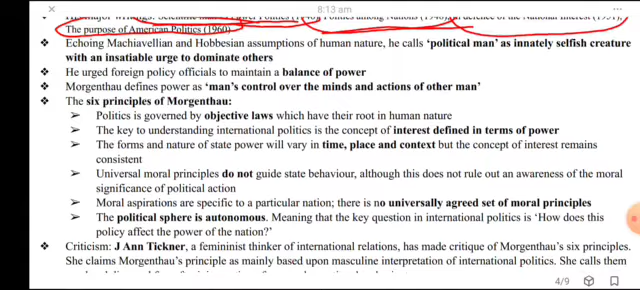 8:13 am
Politics among Nations (1948)
The purpose of American Politics (1960)
❖ Echoing Machiavellian and Hobbesian assumptions of human nature, he calls 'political man' as innately selfish creature
with an insatiable urge to dominate others
❖ He urged foreign policy officials to maintain a balance of power
❖ Morgenthau defines power as 'man's control over the minds and actions of other man'
❖ The six principles of Morgenthau:
➢ Politics is governed by objective laws which have their root in human nature
➢ The key to understanding international politics is the concept of interest defined in terms of power
➢ The forms and nature of state power will vary in time, place and context but the concept of interest remains
consistent
➢ Universal moral principles do not guide state behaviour, although this does not rule out an awareness of the moral
significance of political action
➢ Moral aspirations are specific to a particular nation; there is no universally agreed set of moral principles
➢ The political sphere is autonomous. Meaning that the key question in international politics is 'How does this
policy affect the power of the nation?'
❖ Criticism: J Ann Tickner, a femininist thinker of international relations, has made critique of Morgenthau's six principles.
She claims Morgenthau's principle as mainly based upon masculine interpretation of international politics. She calls them
4/9